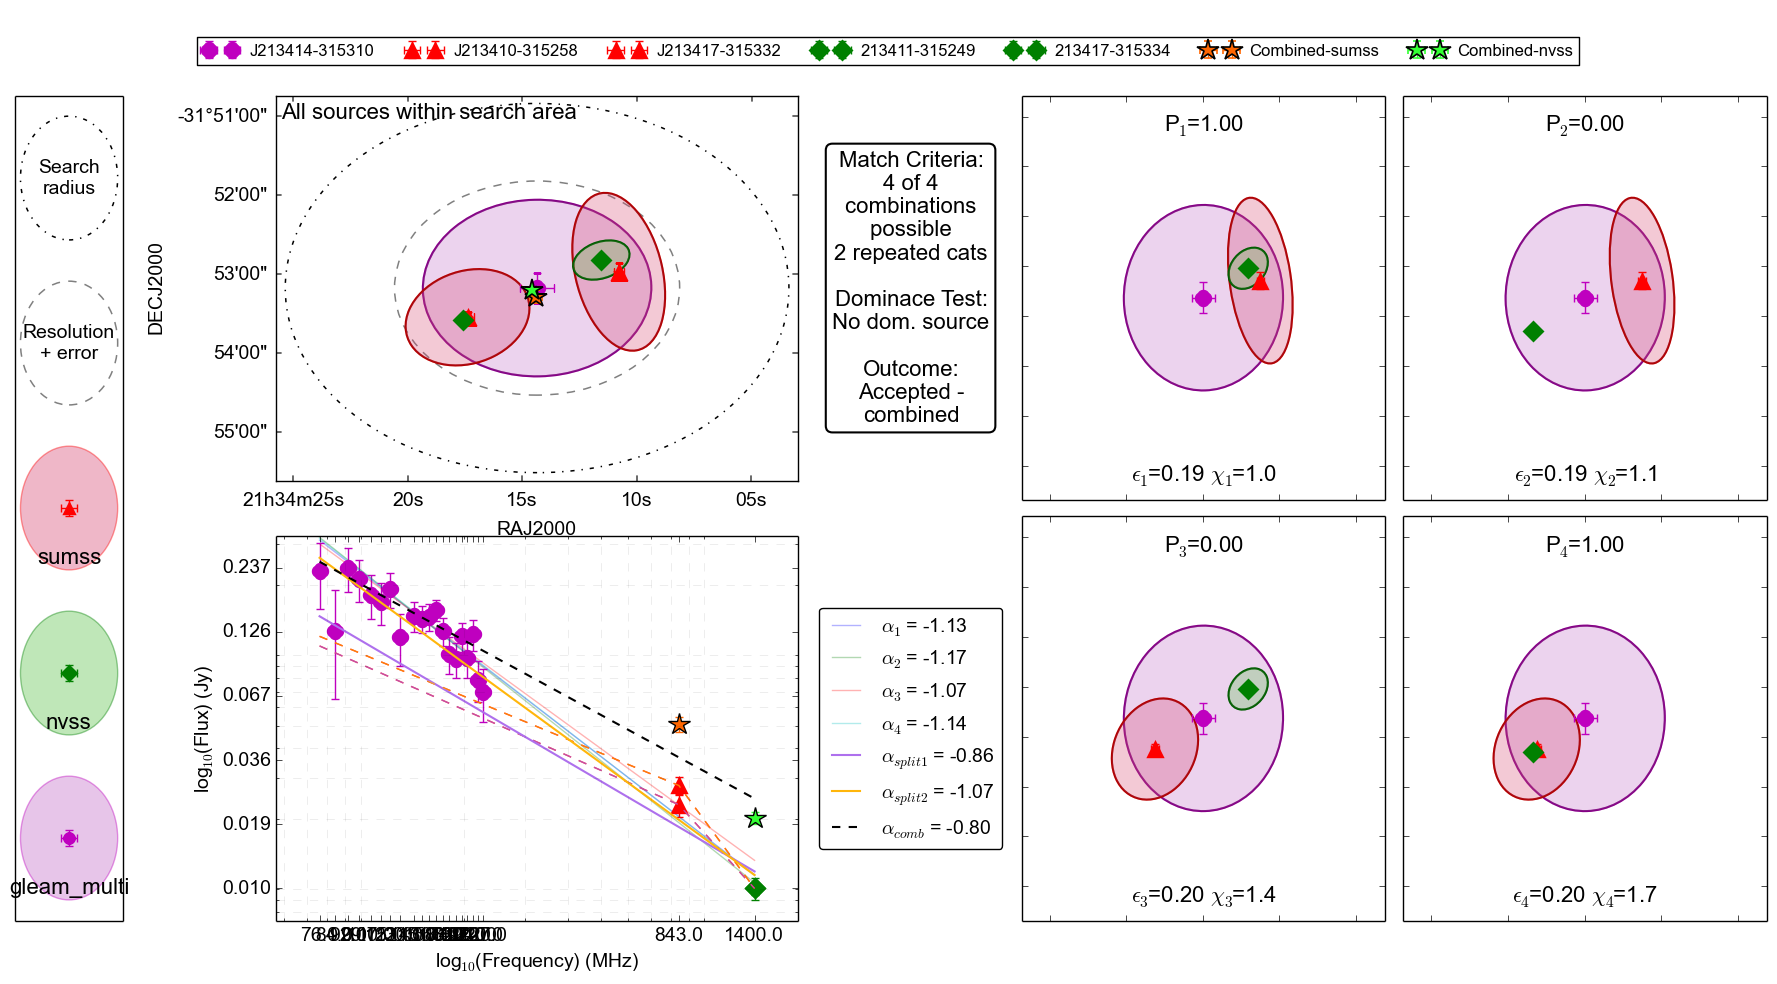 J213414-315310 J213410-315258 J213417-315332 213411-315249 213417-315334 Combined-sumss Combined-nvss
Search
radius
Resolution
+ error
sumss
nvss
gleam_multi
All sources within search area
-31°51'00"
52'00"
53'00"
54'00"
55'00"
DECJ2000
21h34m25s 20s 15s 10s 05s
RAJ2000
Match Criteria:
4 of 4
combinations
possible
2 repeated cats
Dominace Test:
No dom. source
Outcome:
Accepted -
combined
P1=1.00
ϵ1=0.19 χ1=1.0
P2=0.00
ϵ2=0.19 χ2=1.1
0.237
0.126
0.067
0.036
0.019
0.010
log10(Flux) (Jy)
843.0 1400.0
log10(Frequency) (MHz)
α1 = -1.13
α2 = -1.17
α3 = -1.07
α4 = -1.14
αsplit1 = -0.86
αsplit2 = -1.07
αcomb = -0.80
P3=0.00
ϵ3=0.20 χ3=1.4
P4=1.00
ϵ4=0.20 χ4=1.7